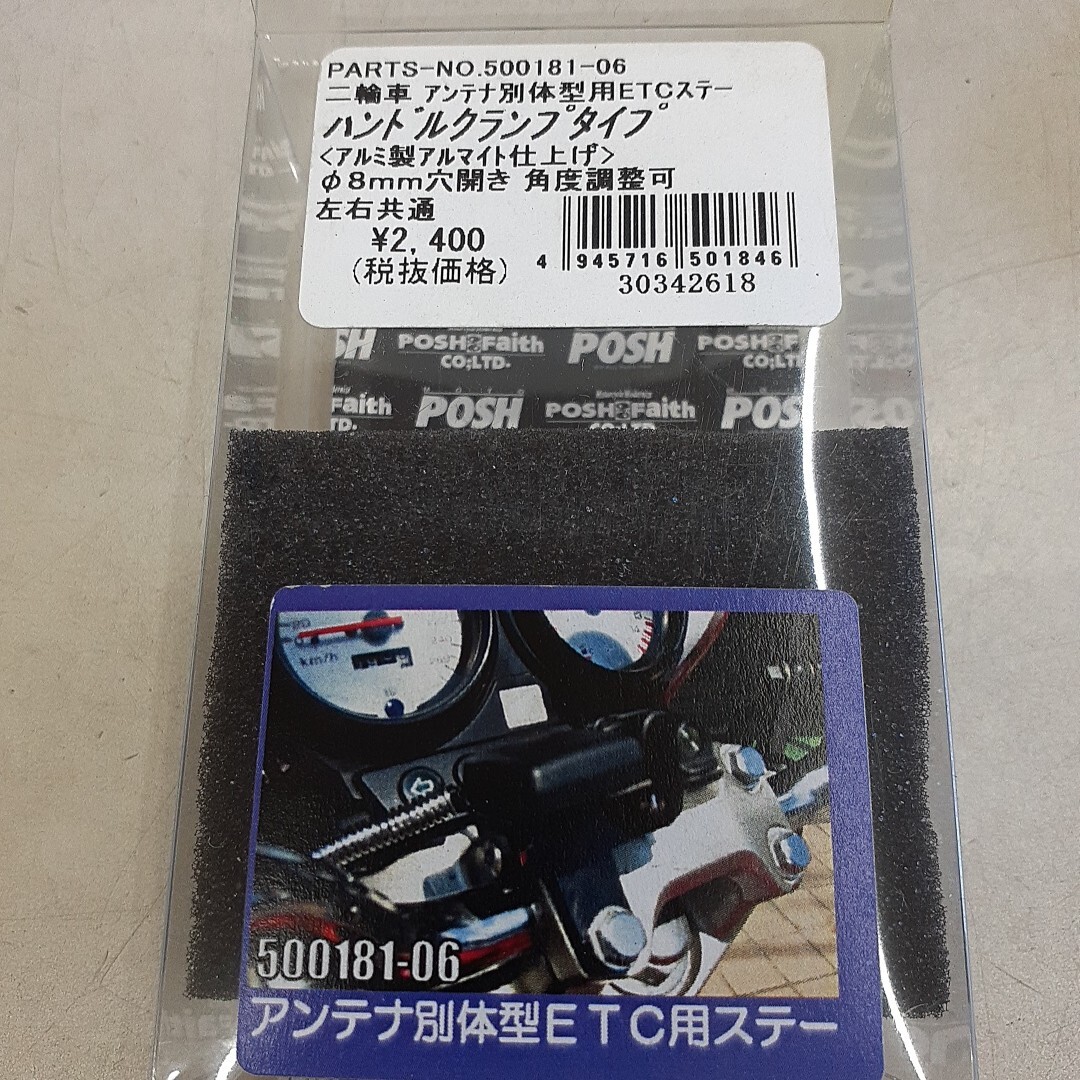 PARTS-NO.500181-06
二輪車 アンテナ別体型用ETCステー
ハンドルクランプタイプ
<アルミ製アルマイト仕上げ>
φ8mm穴開き 角度調整可
左右共通
¥2,400
(税抜価格)
4 945716 501846
30342618
SH POSH&Faith POSH POSH&Faith
CO;LTD. CO;LTD.
Faith POSH POSH&Faith POS
LTD. CO;LTD.
km/h
500181-06
アンテナ別体型ETC用ステー